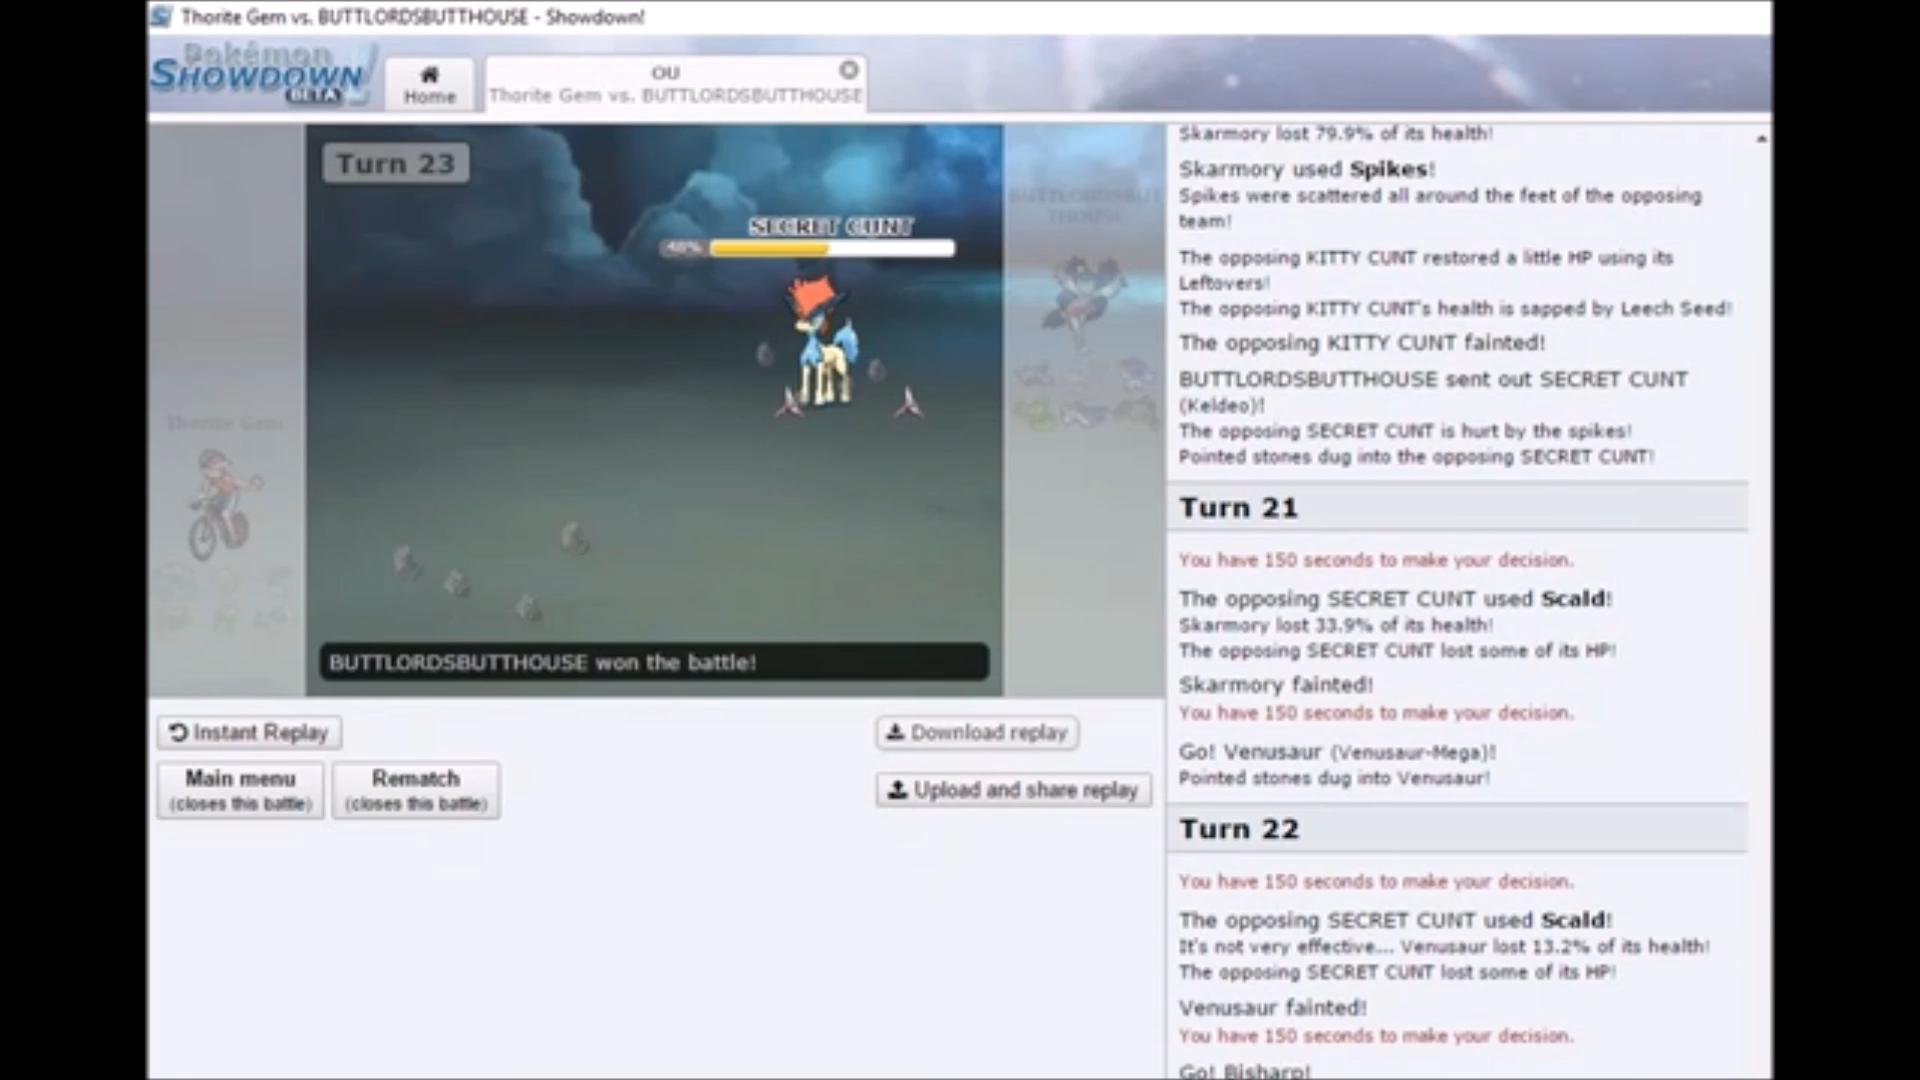 Thorite Gem vs. BUTTLORDSBUTTHOUSE - Showdown!
Pokémon
SHOWDOWN
BETA
Home
OU
Thorite Gem vs. BUTTLORDSBUTTHOUSE
Turn 23
SECRET CUNT
48%
BUTTLORDSBUT
THOUSE
Thorite Gem
BUTTLORDSBUTTHOUSE won the battle!
Instant Replay
Download replay
Main menu
(closes this battle)
Rematch
(closes this battle)
Upload and share replay
Skarmory lost 79.9% of its health!
Skarmory used Spikes!
Spikes were scattered all around the feet of the opposing
team!
The opposing KITTY CUNT restored a little HP using its
Leftovers!
The opposing KITTY CUNT's health is sapped by Leech Seed!
The opposing KITTY CUNT fainted!
BUTTLORDSBUTTHOUSE sent out SECRET CUNT
(Keldeo)!
The opposing SECRET CUNT is hurt by the spikes!
Pointed stones dug into the opposing SECRET CUNT!
Turn 21
You have 150 seconds to make your decision.
The opposing SECRET CUNT used Scald!
Skarmory lost 33.9% of its health!
The opposing SECRET CUNT lost some of its HP!
Skarmory fainted!
You have 150 seconds to make your decision.
Go! Venusaur (Venusaur-Mega)!
Pointed stones dug into Venusaur!
Turn 22
You have 150 seconds to make your decision.
The opposing SECRET CUNT used Scald!
It's not very effective... Venusaur lost 13.2% of its health!
The opposing SECRET CUNT lost some of its HP!
Venusaur fainted!
You have 150 seconds to make your decision.
Go! Bisharp!